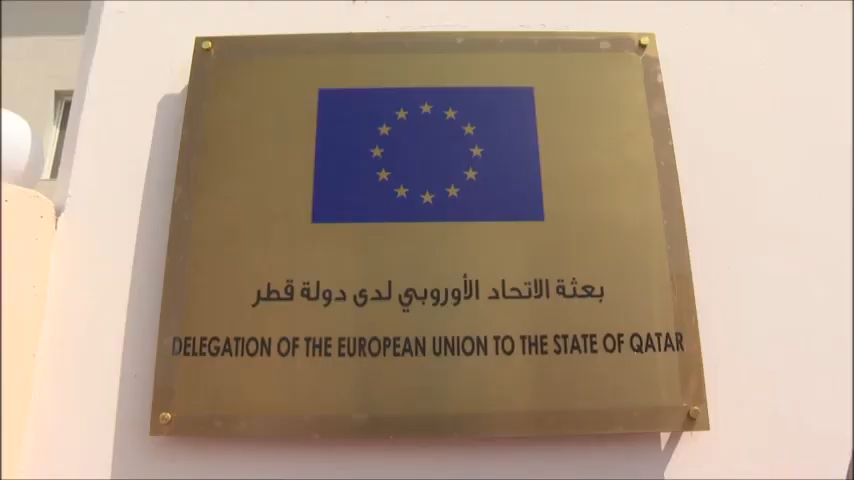 بعثة الاتحاد الأوروبي لدى دولة قطر
DELEGATION OF THE EUROPEAN UNION TO THE STATE OF QATAR